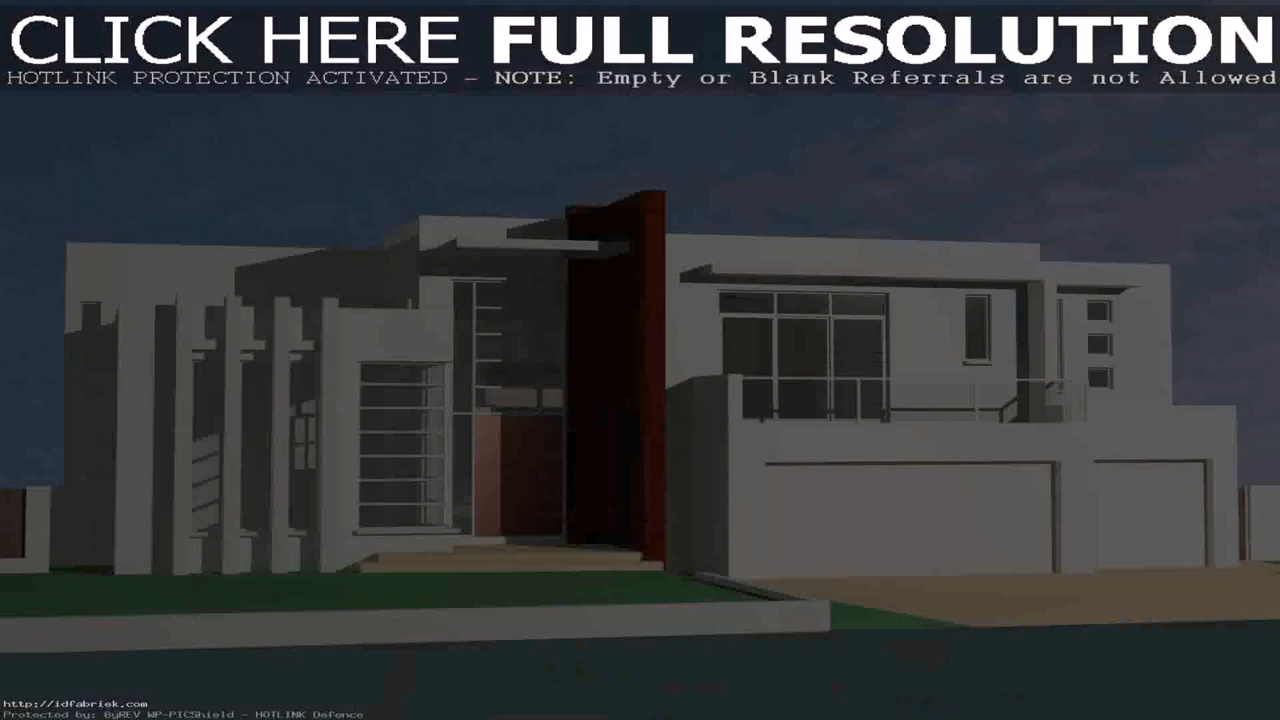 CLICK HERE FULL RESOLUTION
HOTLINK PROTECTION ACTIVATED - NOTE: Empty or Blank Referrals are not Allowed
http://idfabriek.com
Protected by: ByREV WP-PICShield - HOTLINK Defence